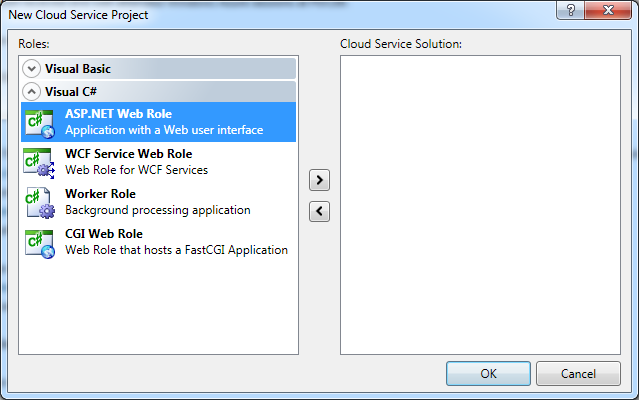 New Cloud Service Project
?
Roles:
Cloud Service Solution:
Visual Basic
Visual C#
C#
ASP.NET Web Role
Application with a Web user interface
C#
WCF Service Web Role
Web Role for WCF Services
C#
Worker Role
Background processing application
C#
CGI Web Role
Web Role that hosts a FastCGI Application
>
<
OK
Cancel